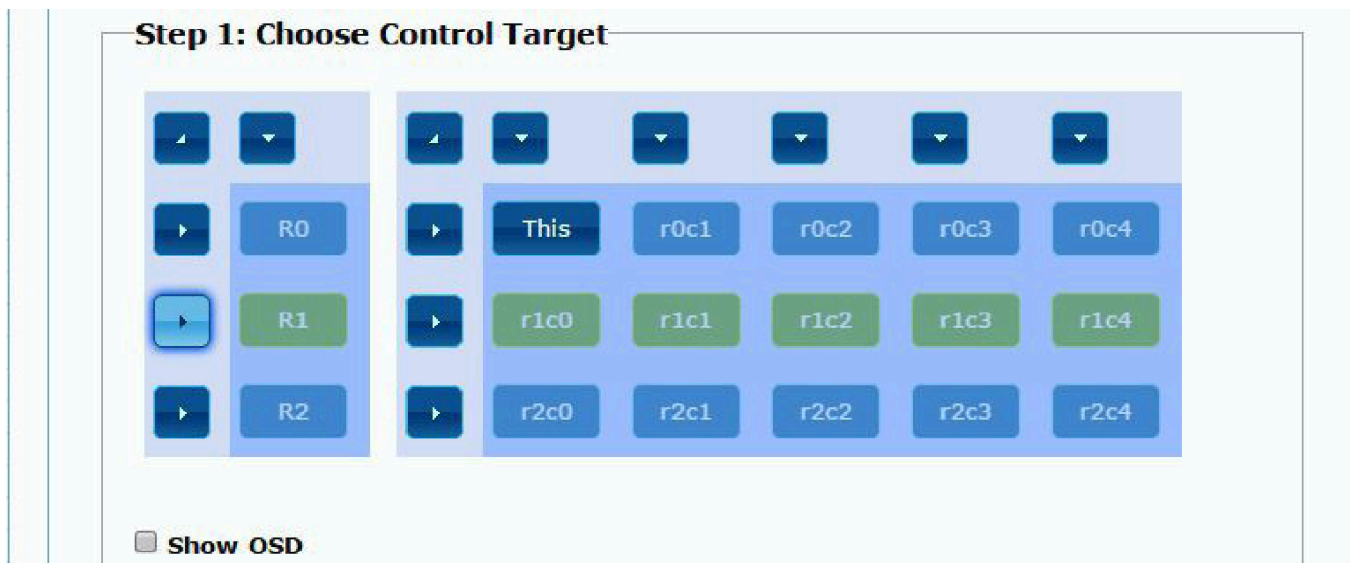 Step 1: Choose Control Target
R0 This r0c1 r0c2 r0c3 r0c4
R1 r1c0 r1c1 r1c2 r1c3 r1c4
R2 r2c0 r2c1 r2c2 r2c3 r2c4
Show OSD